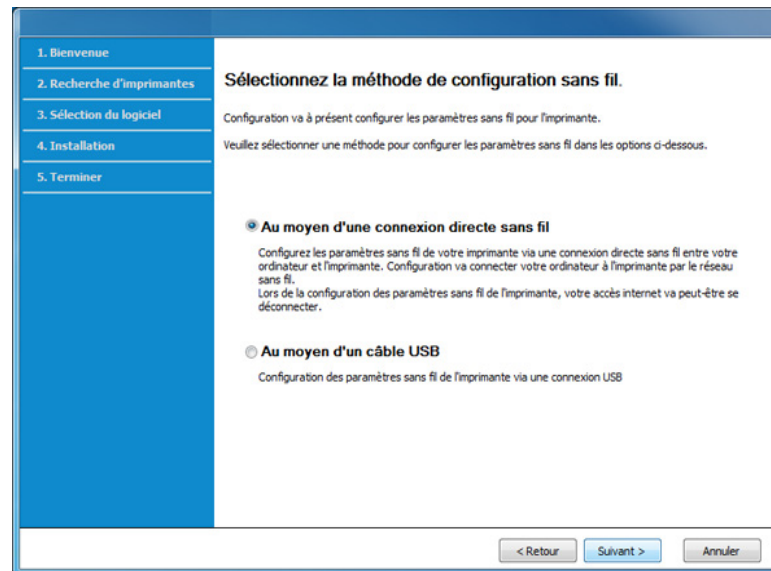 1. Bienvenue
2. Recherche d'imprimantes
3. Sélection du logiciel
4. Installation
5. Terminer
Sélectionnez la méthode de configuration sans fil.
Configuration va à présent configurer les paramètres sans fil pour l'imprimante.
Veuillez sélectionner une méthode pour configurer les paramètres sans fil dans les options ci-dessous.
Au moyen d'une connexion directe sans fil
Configurez les paramètres sans fil de votre imprimante via une connexion directe sans fil entre votre
ordinateur et l'imprimante. Configuration va connecter votre ordinateur à l'imprimante par le réseau
sans fil.
Lors de la configuration des paramètres sans fil de l'imprimante, votre accès internet va peut-être se
déconnecter.
Au moyen d'un câble USB
Configuration des paramètres sans fil de l'imprimante via une connexion USB
< Retour
Suivant >
Annuler